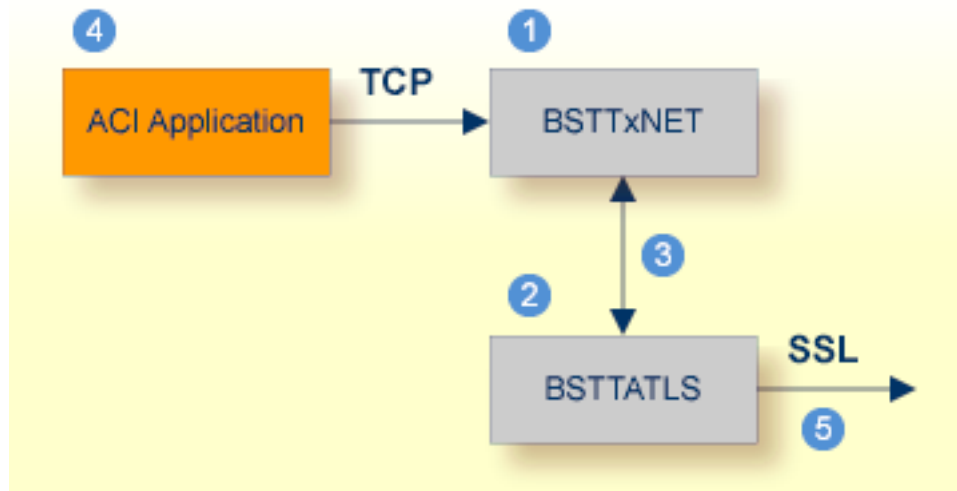 4
1
TCP
ACI Application
BSTTxNET
3
2
SSL
BSTTATLS
5